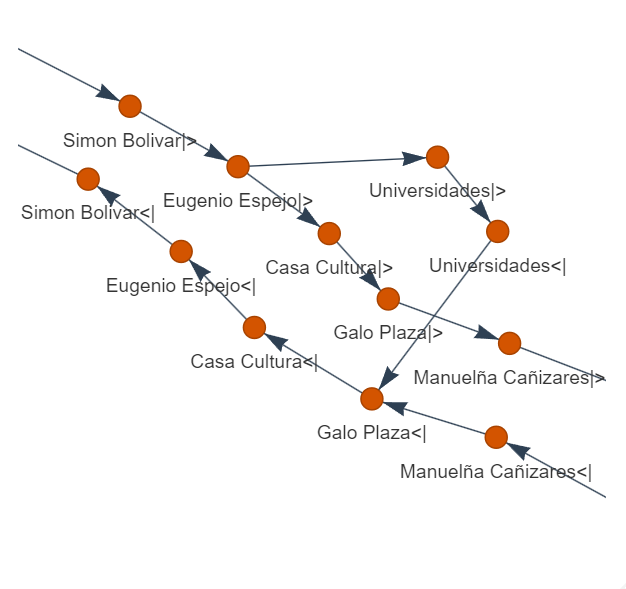 Simon Bolivar|>
Universidades|>
Eugenio Espejo|>
Simon Bolivar<|
Casa Cultura|>
Universidades<|
Eugenio Espejo<|
Galo Plaza|>
Casa Cultura<|
Manuelña Cañizares|>
Galo Plaza<|
Manuelña Cañizares<|